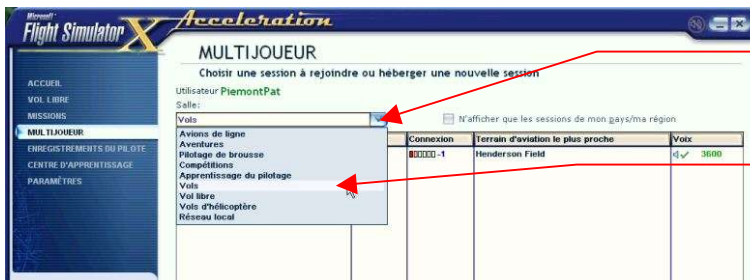 Microsoft
Flight Simulator X
Acceleration
MULTIJOUEUR
Choisir une session à rejoindre ou héberger une nouvelle session
Utilisateur PiemontPat
Salle:
Vols
N'afficher que les sessions de mon pays/ma région
ACCUEIL
VOL LIBRE
MISSIONS
MULTIJOUEUR
ENREGISTREMENTS DU PILOTE
CENTRE D'APPRENTISSAGE
PARAMÈTRES
Avions de ligne
Aventures
Pilotage de brousse
Compétitions
Apprentissage du pilotage
Vols
Vol libre
Vols d'hélicoptère
Réseau local
Connexion Terrain d'aviation le plus proche Voix
-1 Henderson Field 3600